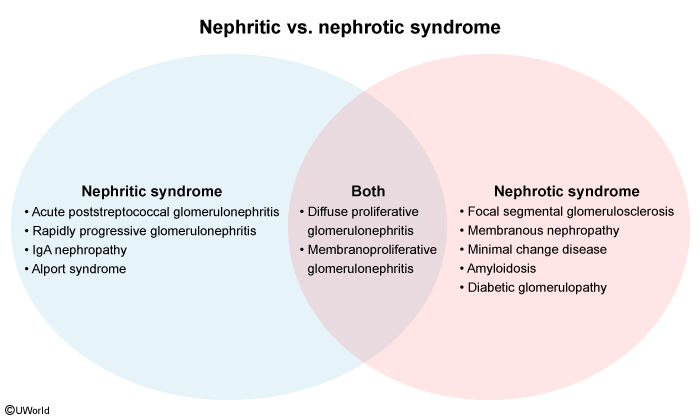 Nephritic vs. nephrotic syndrome
Nephritic syndrome
• Acute poststreptococcal glomerulonephritis
• Rapidly progressive glomerulonephritis
• IgA nephropathy
• Alport syndrome
Both
• Diffuse proliferative
glomerulonephritis
• Membranoproliferative
glomerulonephritis
Nephrotic syndrome
• Focal segmental glomerulosclerosis
• Membranous nephropathy
• Minimal change disease
• Amyloidosis
• Diabetic glomerulopathy
©UWorld